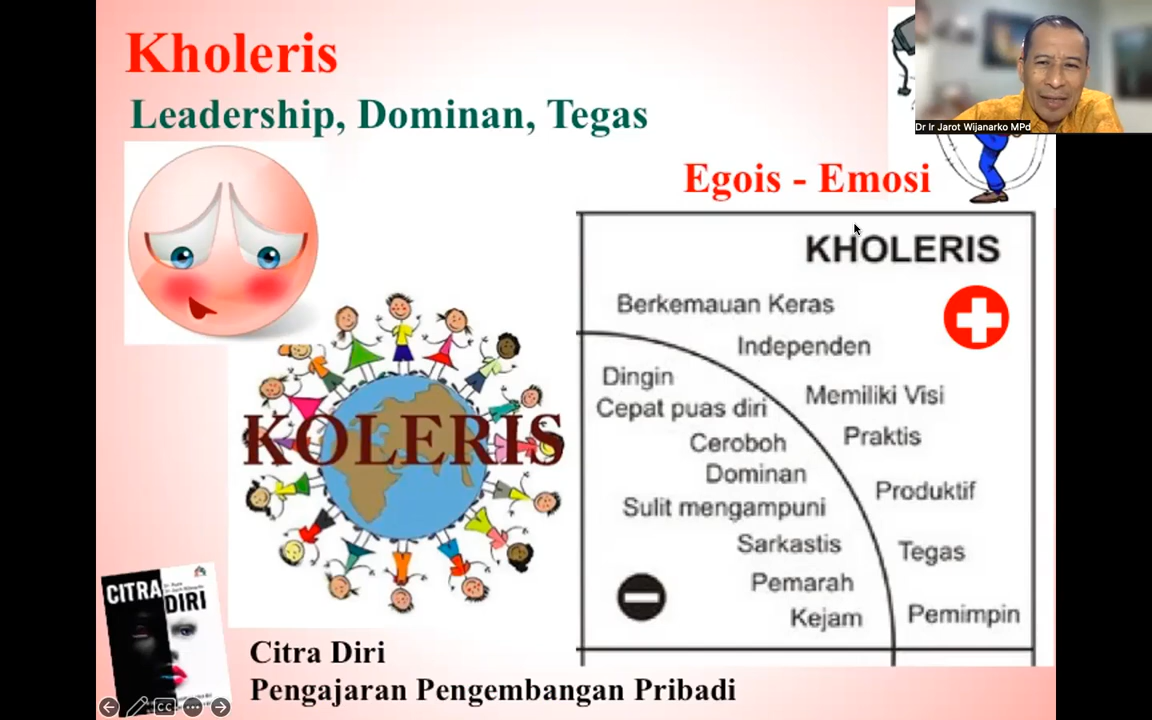 Kholeris
Leadership, Dominan, Tegas
Dr Ir Jarot Wijanarko MPd
Egois - Emosi
KHOLERIS
Berkemauan Keras
Independen
Dingin
Memiliki Visi
Cepat puas diri
Praktis
Ceroboh
Dominan
Produktif
Sulit mengampuni
Sarkastis
Tegas
Pemarah
Kejam
Pemimpin
KOLERIS
CITRA
DIRI
Citra Diri
Pengajaran Pengembangan Pribadi
CC